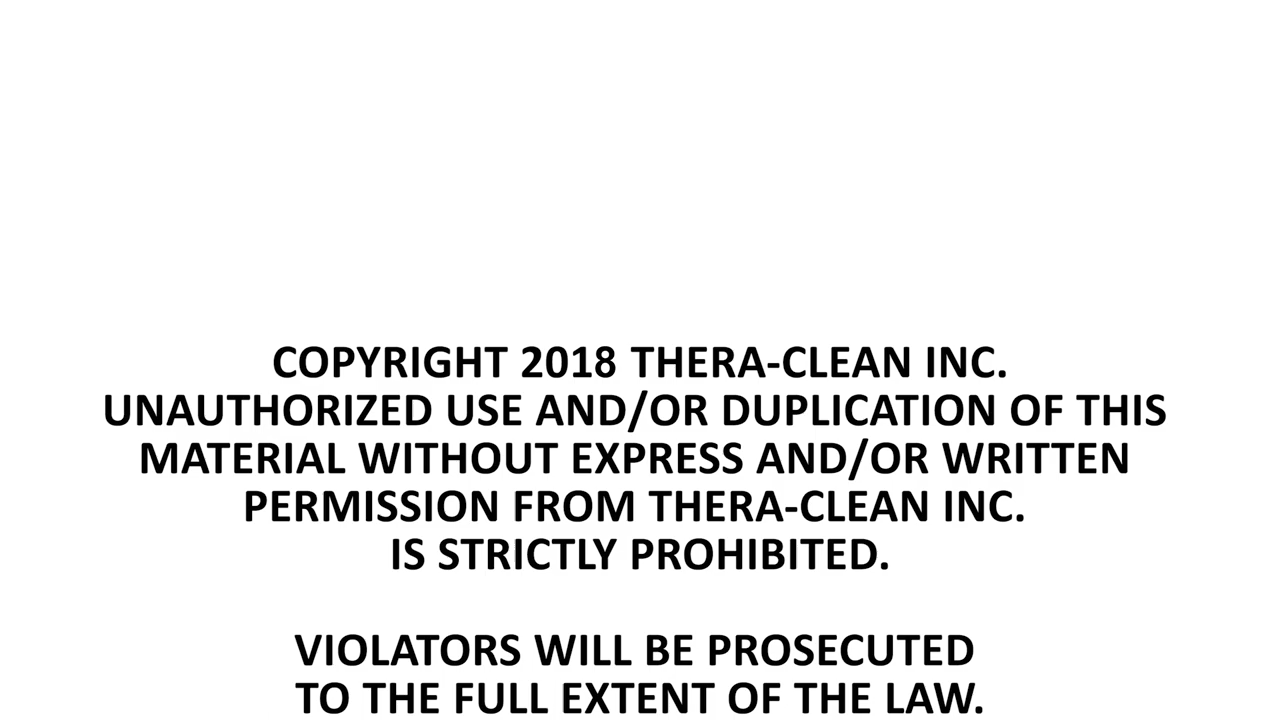 COPYRIGHT 2018 THERA-CLEAN INC.
UNAUTHORIZED USE AND/OR DUPLICATION OF THIS
MATERIAL WITHOUT EXPRESS AND/OR WRITTEN
PERMISSION FROM THERA-CLEAN INC.
IS STRICTLY PROHIBITED.
VIOLATORS WILL BE PROSECUTED
TO THE FULL EXTENT OF THE LAW.